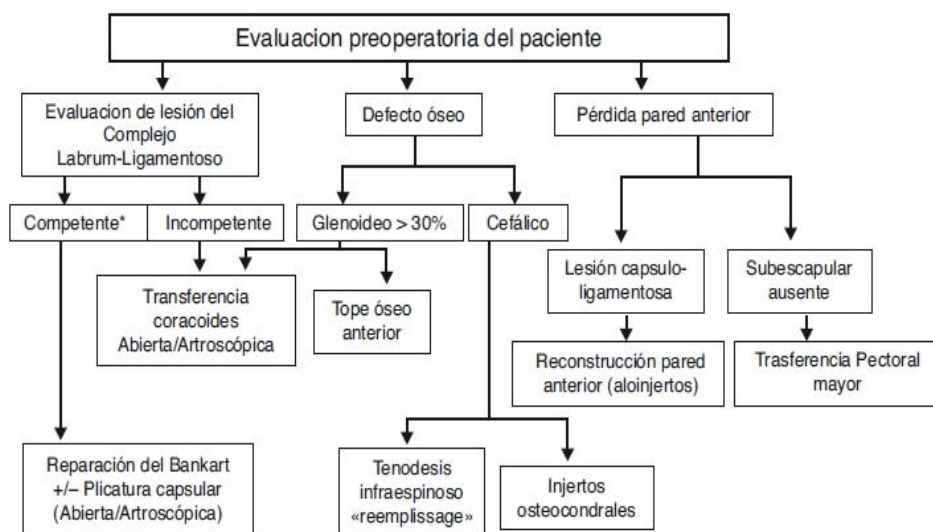 Evaluacion preoperatoria del paciente
Evaluacion de lesión del
Complejo
Labrum-Ligamentoso
Defecto óseo
Pérdida pared anterior
Competente*
Incompetente
Glenoideo > 30%
Cefálico
Transferencia
coracoides
Abierta/Artroscópica
Tope óseo
anterior
Lesión capsulo-
ligamentosa
Subescapular
ausente
Reconstrucción pared
anterior (aloinjertos)
Trasferencia Pectoral
mayor
Reparación del Bankart
+/– Plicatura capsular
(Abierta/Artroscópica)
Tenodesis
infraespinoso
«reemplissage»
Injertos
osteocondrales